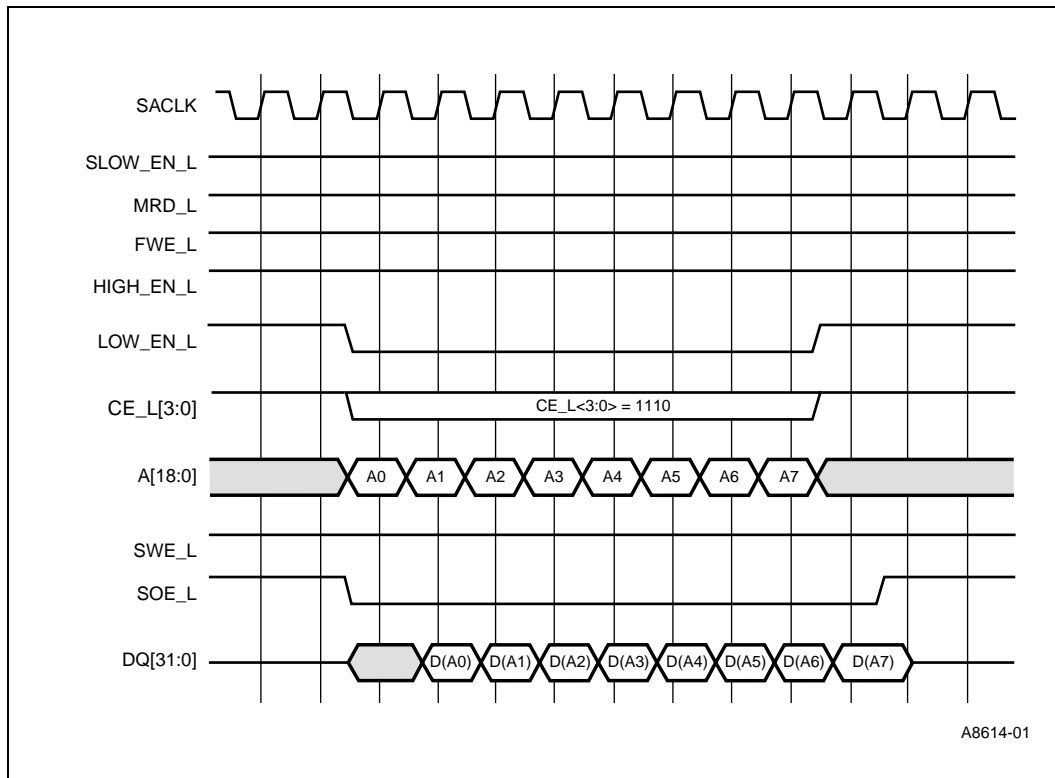 SACLK
SLOW_EN_L
MRD_L
FWE_L
HIGH_EN_L
LOW_EN_L
CE_L[3:0] CE_L<3:0> = 1110
A[18:0] A0 A1 A2 A3 A4 A5 A6 A7
SWE_L
SOE_L
DQ[31:0] D(A0) D(A1) D(A2) D(A3) D(A4) D(A5) D(A6) D(A7)
A8614-01